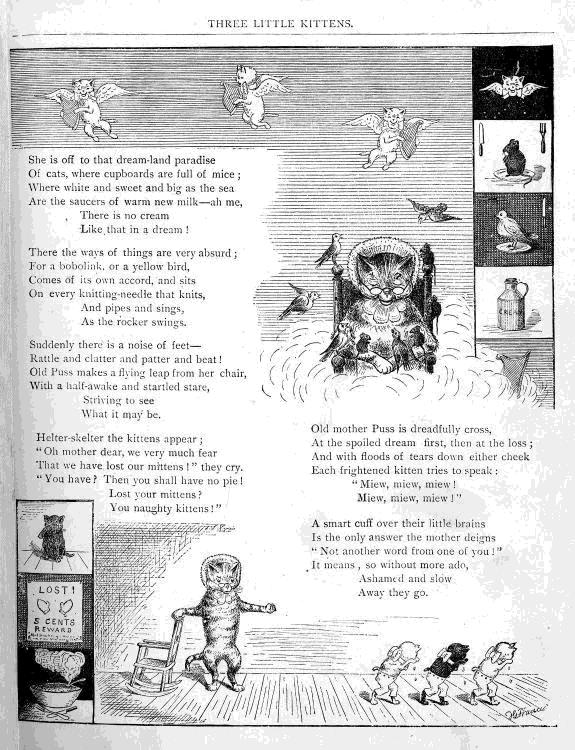 THREE LITTLE KITTENS.
She is off to that dream-land paradise
Of cats, where cupboards are full of mice ;
Where white and sweet and big as the sea
Are the saucers of warm new milk—ah me,
There is no cream
Like that in a dream !
There the ways of things are very absurd ;
For a bobolink, or a yellow bird,
Comes of its own accord, and sits
On every knitting-needle that knits,
And pipes and sings,
As the rocker swings.
Suddenly there is a noise of feet—
Rattle and clatter and patter and beat !
Old Puss makes a flying leap from her chair,
With a half-awake and startled stare,
Striving to see
What it may be.
Helter-skelter the kittens appear ;
"Oh mother dear, we very much fear
That we have lost our mittens !" they cry.
"You have ? Then you shall have no pie !
Lost your mittens ?
You naughty kittens !"
Old mother Puss is dreadfully cross,
At the spoiled dream first, then at the loss ;
And with floods of tears down either cheek
Each frightened kitten tries to speak :
"Miew, miew, miew !
Miew, miew, miew !"
A smart cuff over their little brains
Is the only answer the mother deigns
"Not another word from one of you !"
It means, so without more ado,
Ashamed and slow
Away they go.
CREAM
LOST !
5 CENTS
REWARD